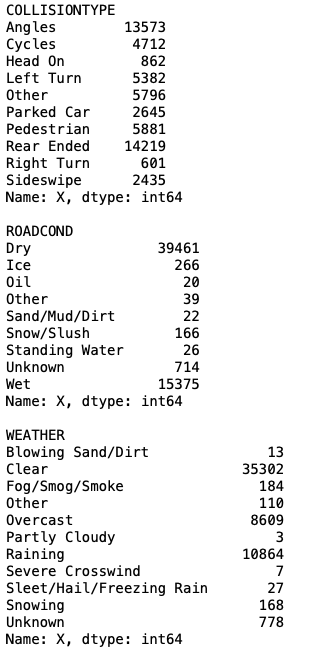 COLLISIONTYPE
Angles 13573
Cycles 4712
Head On 862
Left Turn 5382
Other 5796
Parked Car 2645
Pedestrian 5881
Rear Ended 14219
Right Turn 601
Sideswipe 2435
Name: X, dtype: int64

ROADCOND
Dry 39461
Ice 266
Oil 20
Other 39
Sand/Mud/Dirt 22
Snow/Slush 166
Standing Water 26
Unknown 714
Wet 15375
Name: X, dtype: int64

WEATHER
Blowing Sand/Dirt 13
Clear 35302
Fog/Smog/Smoke 184
Other 110
Overcast 8609
Partly Cloudy 3
Raining 10864
Severe Crosswind 7
Sleet/Hail/Freezing Rain 27
Snowing 168
Unknown 778
Name: X, dtype: int64